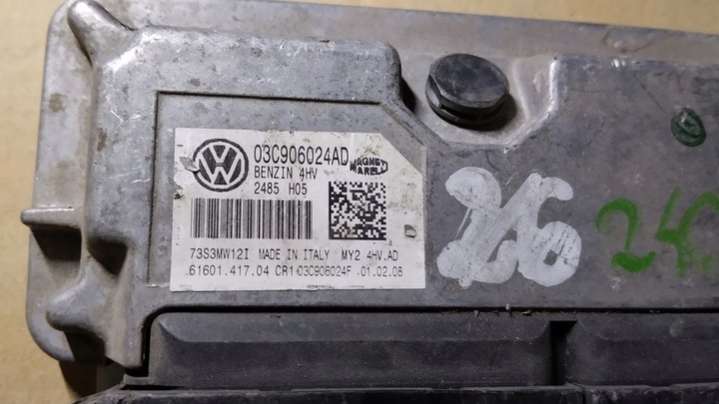 03C906024AD
BENZIN 4HV
MAGNETI
MARELLI
2485 H05
73S3MW12I MADE IN ITALY MY2 4HV.AD
61601.417.04 CR1 03C906024F .01.02.08
26